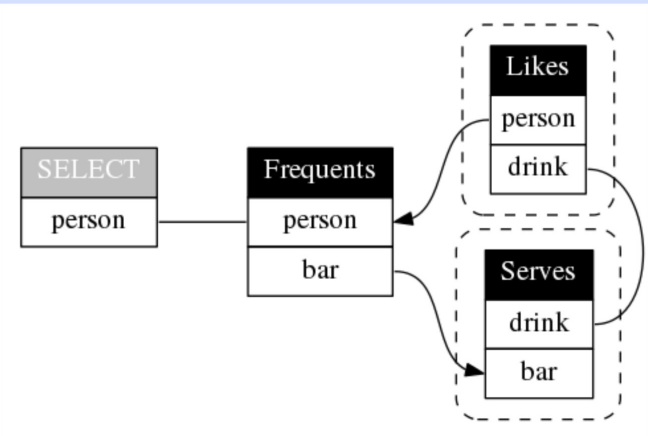 SELECT
person
Frequents
person
bar
Likes
person
drink
Serves
drink
bar